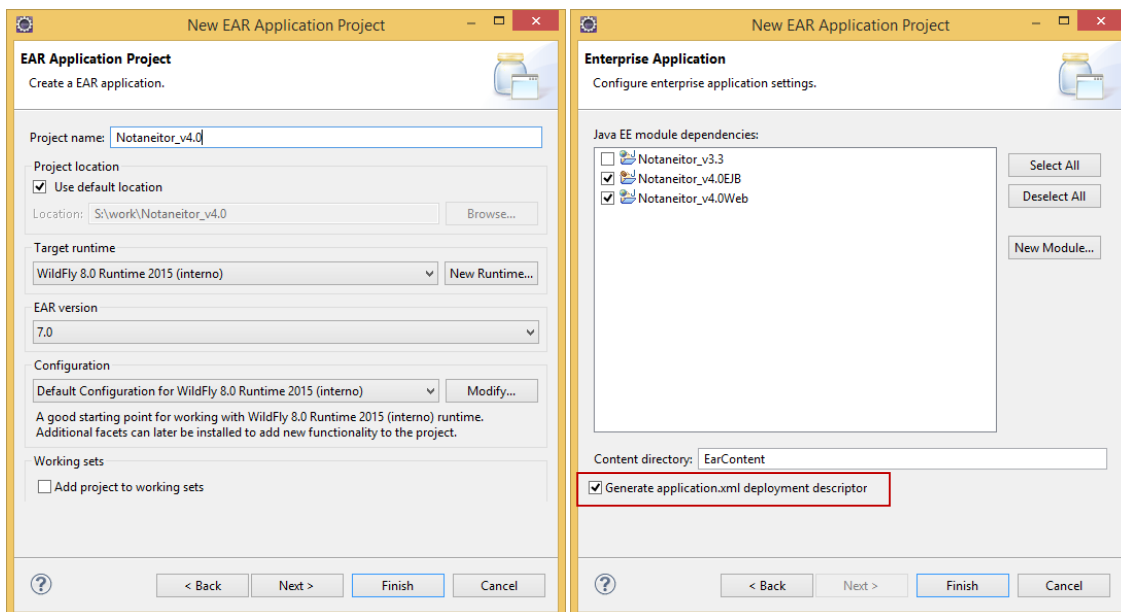 New EAR Application Project
EAR Application Project
Create a EAR application.
Project name: Notaneitor_v4.0
Project location
Use default location
Location: S:\work\Notaneitor_v4.0 Browse...
Target runtime
WildFly 8.0 Runtime 2015 (interno) New Runtime...
EAR version
7.0
Configuration
Default Configuration for WildFly 8.0 Runtime 2015 (interno) Modify...
A good starting point for working with WildFly 8.0 Runtime 2015 (interno) runtime.
Additional facets can later be installed to add new functionality to the project.
Working sets
Add project to working sets
? < Back Next > Finish Cancel
New EAR Application Project
Enterprise Application
Configure enterprise application settings.
Java EE module dependencies:
Notaneitor_v3.3 Select All
Notaneitor_v4.0EJB
Notaneitor_v4.0Web Deselect All
New Module...
Content directory: EarContent
Generate application.xml deployment descriptor
? < Back Next > Finish Cancel